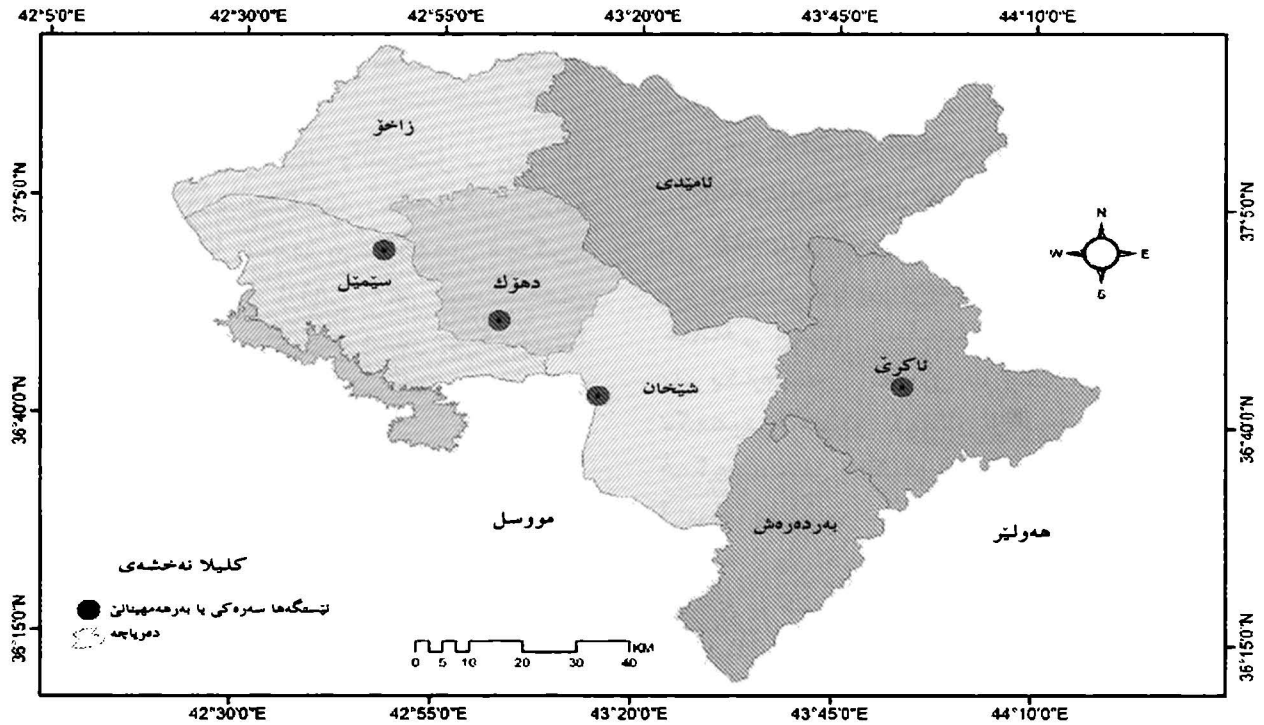 42°5'0"E 42°30'0"E 42°55'0"E 43°20'0"E 43°45'0"E 44°10'0"E
زاخۆ
ئامێدی
37°5'0"N
37°5'0"N
N
W E
S
سێمێل
دهۆك
ئاکرێ
شێخان
36°40'0"N
36°40'0"N
مووسل
بەردەرەش
هەولێر
کلیلا نەخشەی
ئێستگەها سەرەکی یا بەرهەمهینانێ
دەریاچە
36°15'0"N
36°15'0"N
KM
0 5 10 20 30 40
42°30'0"E 42°55'0"E 43°20'0"E 43°45'0"E 44°10'0"E